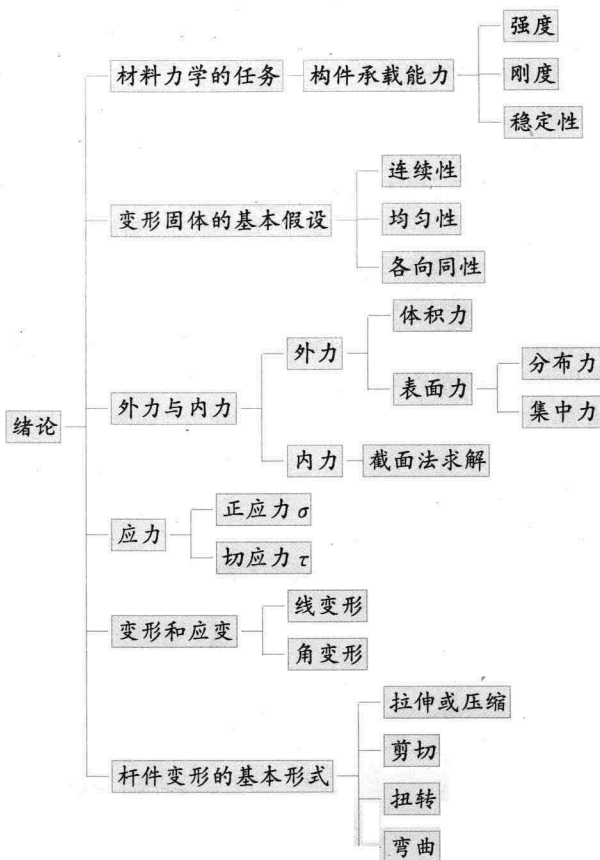 强度
材料力学的任务
构件承载能力
刚度
稳定性
连续性
变形固体的基本假设
均匀性
各向同性
体积力
外力
表面力
分布力
集中力
外力与内力
绪论
内力
截面法求解
正应力 σ
应力
切应力 τ
线变形
变形和应变
角变形
拉伸或压缩
剪切
杆件变形的基本形式
扭转
弯曲